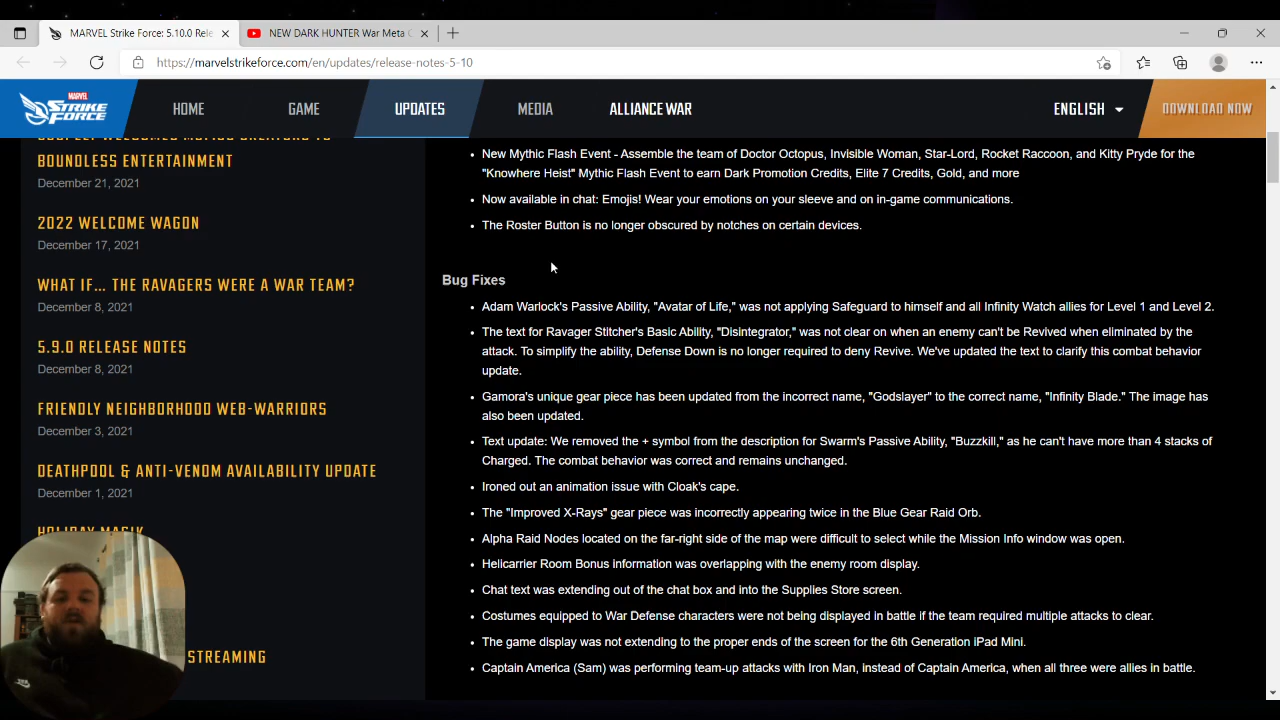 MARVEL Strike Force: 5.10.0 Rele
NEW DARK HUNTER War Meta C
https://marvelstrikeforce.com/en/updates/release-notes-5-10
MARVEL
STRIKE
FORCE
HOME
GAME
UPDATES
MEDIA
ALLIANCE WAR
ENGLISH
DOWNLOAD NOW
BOUNDLESS ENTERTAINMENT
December 21, 2021
2022 WELCOME WAGON
December 17, 2021
WHAT IF... THE RAVAGERS WERE A WAR TEAM?
December 8, 2021
5.9.0 RELEASE NOTES
December 8, 2021
FRIENDLY NEIGHBORHOOD WEB-WARRIORS
December 3, 2021
DEATHPOOL & ANTI-VENOM AVAILABILITY UPDATE
December 1, 2021
HOLIDAY MAGIK
STREAMING
• New Mythic Flash Event - Assemble the team of Doctor Octopus, Invisible Woman, Star-Lord, Rocket Raccoon, and Kitty Pryde for the
"Knowhere Heist" Mythic Flash Event to earn Dark Promotion Credits, Elite 7 Credits, Gold, and more
• Now available in chat: Emojis! Wear your emotions on your sleeve and on in-game communications.
• The Roster Button is no longer obscured by notches on certain devices.
Bug Fixes
• Adam Warlock's Passive Ability, "Avatar of Life," was not applying Safeguard to himself and all Infinity Watch allies for Level 1 and Level 2.
• The text for Ravager Stitcher's Basic Ability, "Disintegrator," was not clear on when an enemy can't be Revived when eliminated by the
attack. To simplify the ability, Defense Down is no longer required to deny Revive. We've updated the text to clarify this combat behavior
update.
• Gamora's unique gear piece has been updated from the incorrect name, "Godslayer" to the correct name, "Infinity Blade." The image has
also been updated.
• Text update: We removed the + symbol from the description for Swarm's Passive Ability, "Buzzkill," as he can't have more than 4 stacks of
Charged. The combat behavior was correct and remains unchanged.
• Ironed out an animation issue with Cloak's cape.
• The "Improved X-Rays" gear piece was incorrectly appearing twice in the Blue Gear Raid Orb.
• Alpha Raid Nodes located on the far-right side of the map were difficult to select while the Mission Info window was open.
• Helicarrier Room Bonus information was overlapping with the enemy room display.
• Chat text was extending out of the chat box and into the Supplies Store screen.
• Costumes equipped to War Defense characters were not being displayed in battle if the team required multiple attacks to clear.
• The game display was not extending to the proper ends of the screen for the 6th Generation iPad Mini.
• Captain America (Sam) was performing team-up attacks with Iron Man, instead of Captain America, when all three were allies in battle.